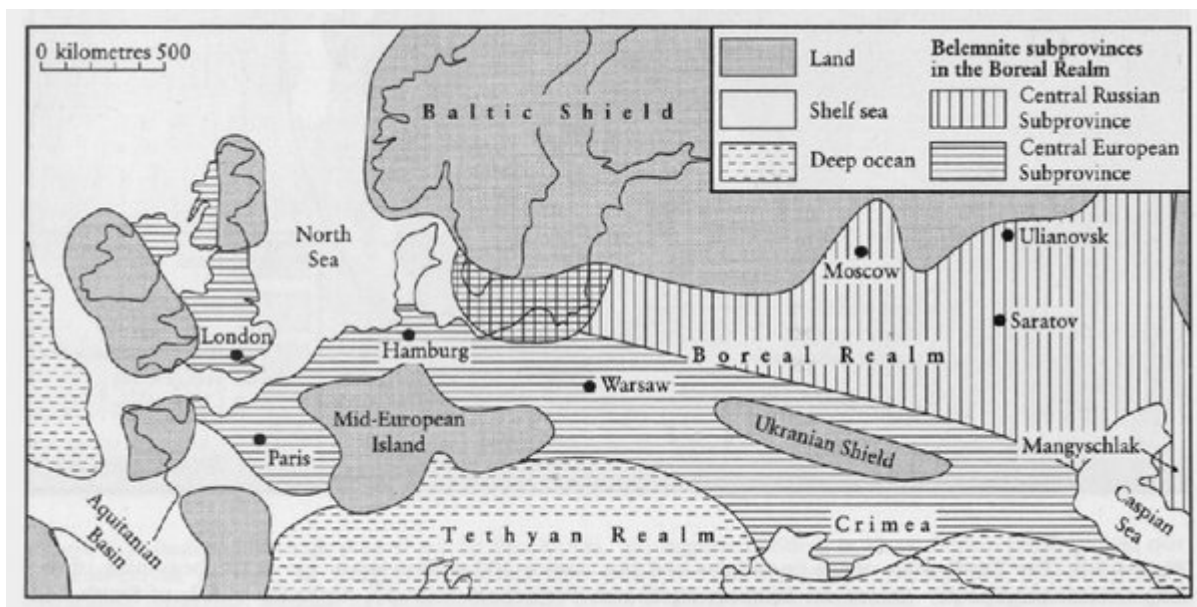 0 kilometres 500
Baltic Shield
Land
Shelf sea
Deep ocean
Belemnite subprovinces
in the Boreal Realm
Central Russian
Subprovince
Central European
Subprovince
North
Sea
Moscow
Ulianovsk
Saratov
London
Hamburg
Boreal Realm
Warsaw
Mid-European
Island
Ukranian Shield
Paris
Mangyschlak
Aquitanian
Basin
Tethyan Realm
Crimea
Caspian
Sea